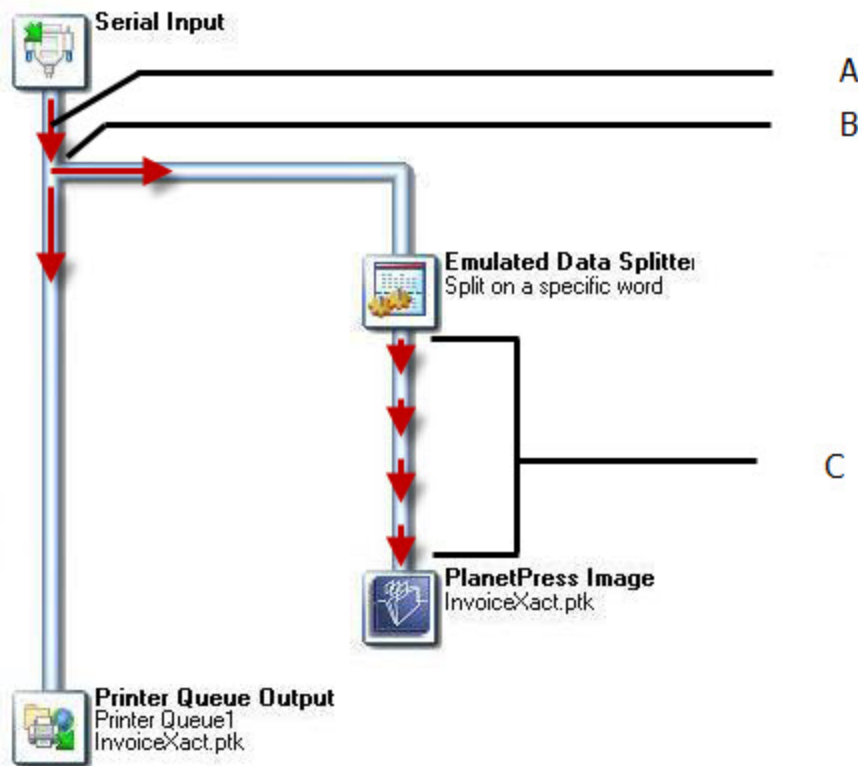 Serial Input
A
B
Emulated Data Splitter
Split on a specific word
C
PlanetPress Image
InvoiceXact.ptk
Printer Queue Output
Printer Queue1
InvoiceXact.ptk